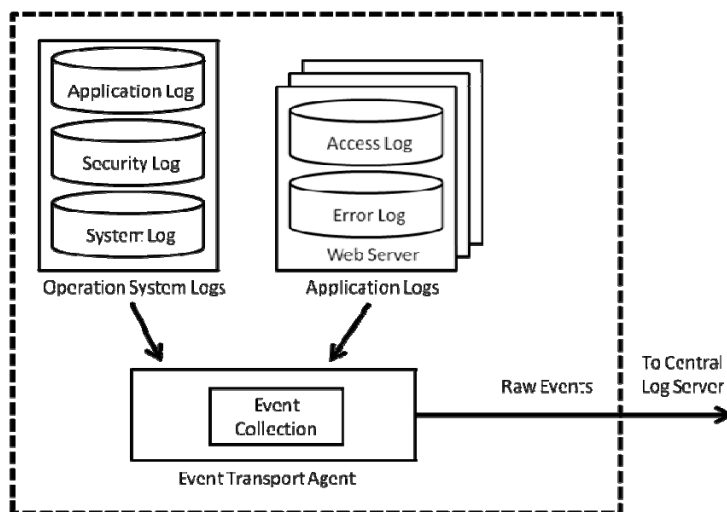 Application Log
Security Log
System Log
Operation System Logs
Access Log
Error Log
Web Server
Application Logs
Event
Collection
Event Transport Agent
Raw Events
To Central
Log Server